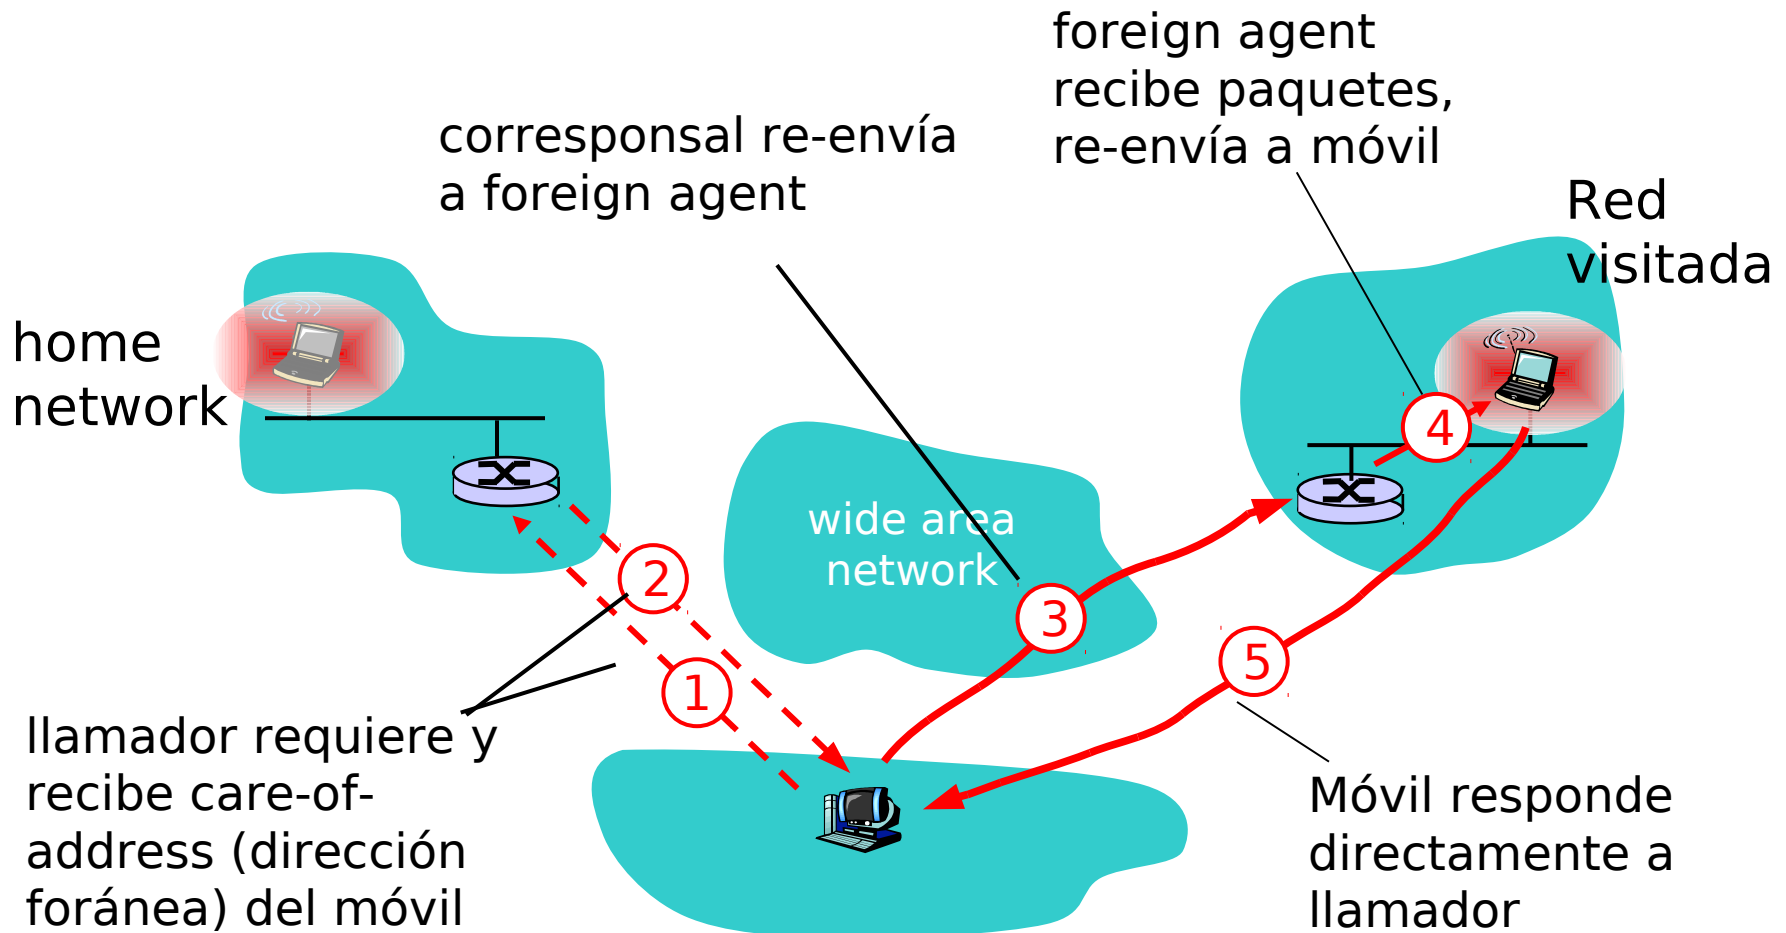 foreign agent
recibe paquetes,
re-envía a móvil
corresponsal re-envía
a foreign agent
Red
visitada
home
network
4
wide area
network
2
3
5
1
llamador requiere y
recibe care-of-
address (dirección
foránea) del móvil
Móvil responde
directamente a
llamador